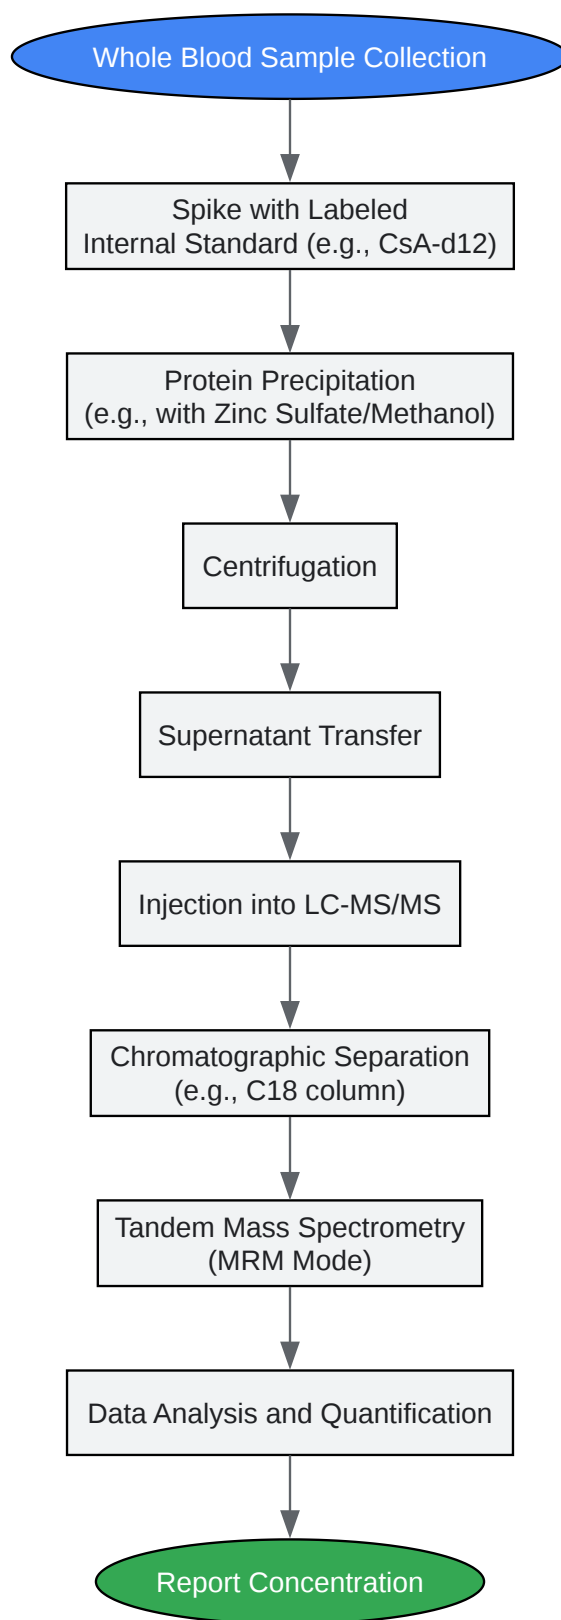 Whole Blood Sample Collection
Spike with Labeled
Internal Standard (e.g., CsA-d12)
Protein Precipitation
(e.g., with Zinc Sulfate/Methanol)
Centrifugation
Supernatant Transfer
Injection into LC-MS/MS
Chromatographic Separation
(e.g., C18 column)
Tandem Mass Spectrometry
(MRM Mode)
Data Analysis and Quantification
Report Concentration